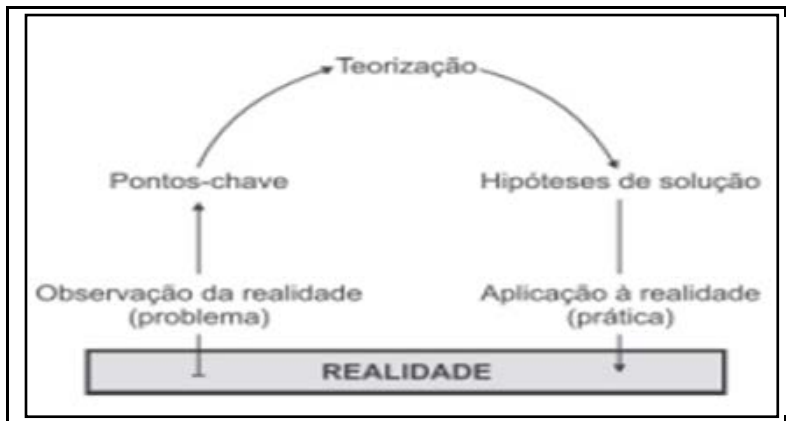 Teorização
Pontos-chave
Hipóteses de solução
Observação da realidade
(problema)
Aplicação à realidade
(prática)
REALIDADE